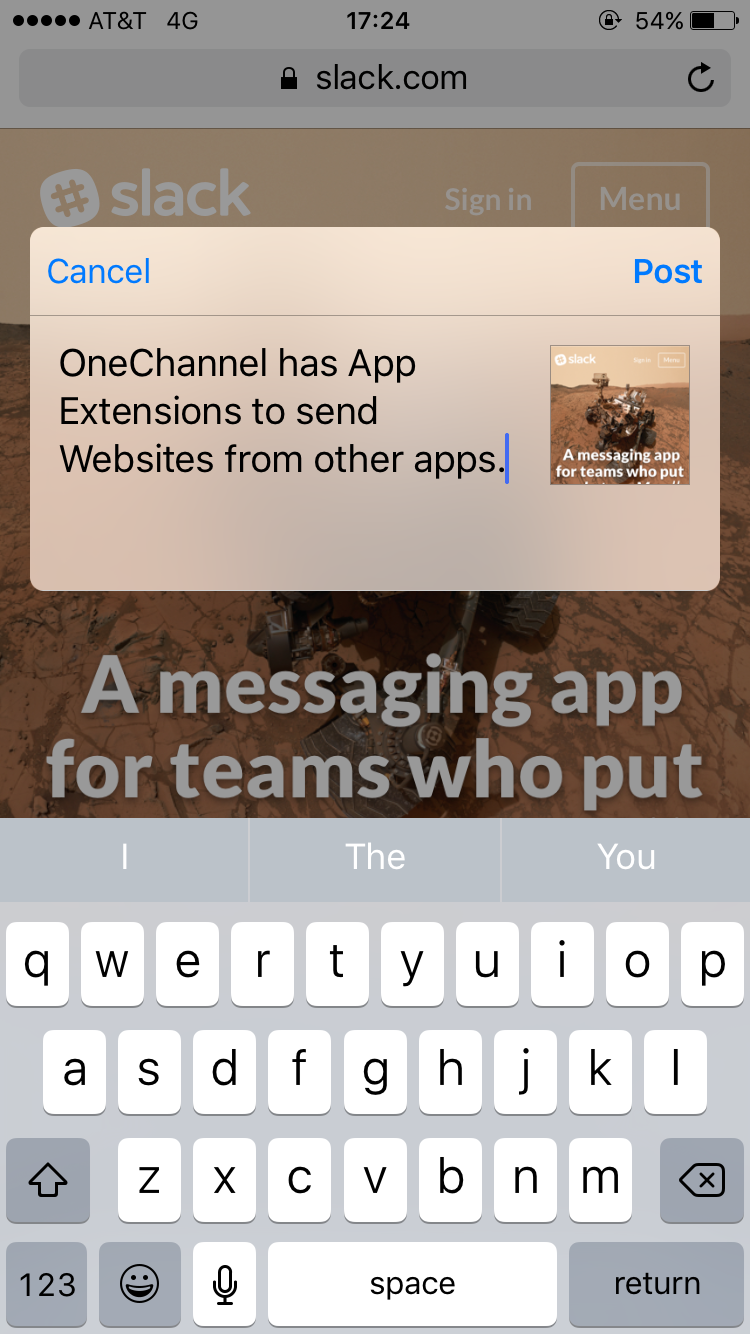 AT&T 4G 17:24 54%
slack.com
slack Sign in Menu
Cancel Post
OneChannel has App
Extensions to send
Websites from other apps.
slack Sign in Menu
A messaging app
for teams who put
A messaging app
for teams who put
I The You
q w e r t y u i o p
a s d f g h j k l
z x c v b n m
123 space return